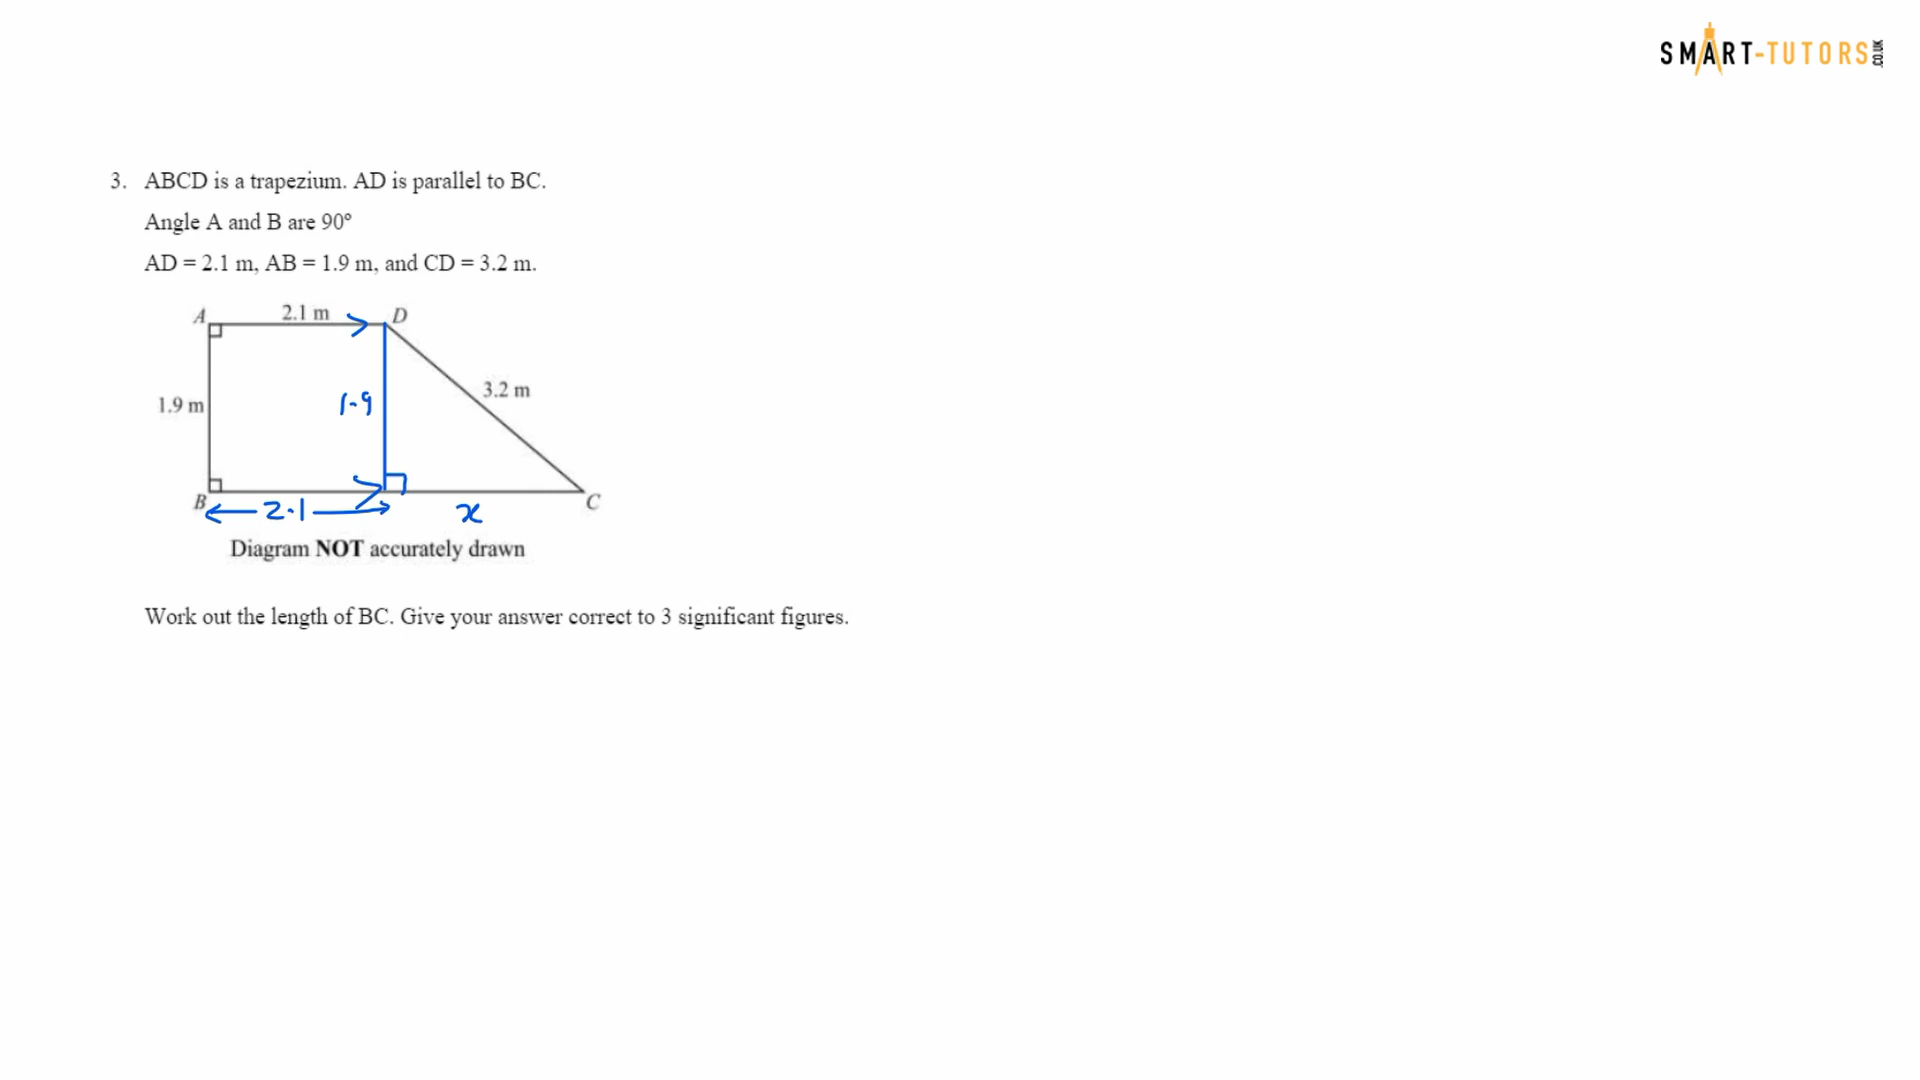 SMART-TUTORS.CO.UK
3. ABCD is a trapezium. AD is parallel to BC.
Angle A and B are 90°
AD = 2.1 m, AB = 1.9 m, and CD = 3.2 m.
A 2.1 m D
3.2 m
1.9 m 1.9
B 2.1 x C
Diagram NOT accurately drawn
Work out the length of BC. Give your answer correct to 3 significant figures.